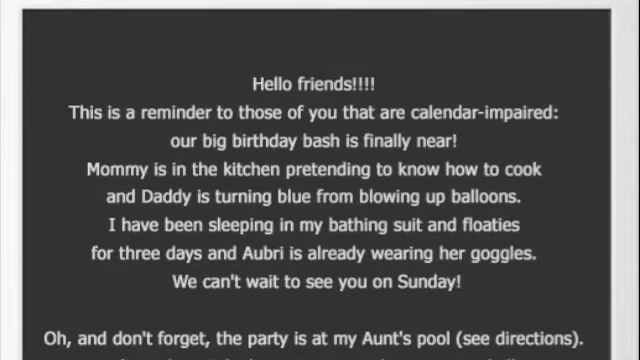 Hello friends!!!!
This is a reminder to those of you that are calendar-impaired:
our big birthday bash is finally near!
Mommy is in the kitchen pretending to know how to cook
and Daddy is turning blue from blowing up balloons.
I have been sleeping in my bathing suit and floaties
for three days and Aubri is already wearing her goggles.
We can't wait to see you on Sunday!
Oh, and don't forget, the party is at my Aunt's pool (see directions).